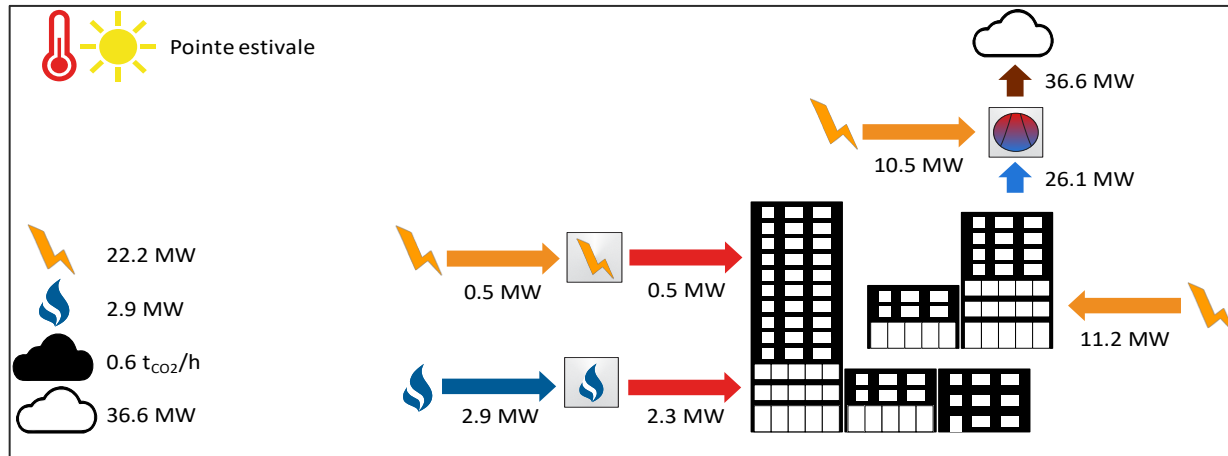 Pointe estivale
36.6 MW
10.5 MW
26.1 MW
22.2 MW
0.5 MW
0.5 MW
2.9 MW
11.2 MW
0.6 tCO2/h
36.6 MW
2.9 MW
2.3 MW